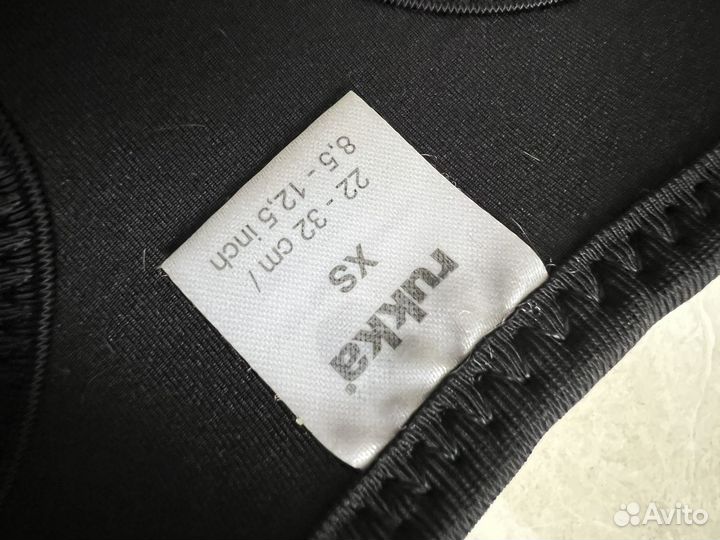 rukka
XS
22 - 32 cm /
8,5 - 12,5 inch
Avito